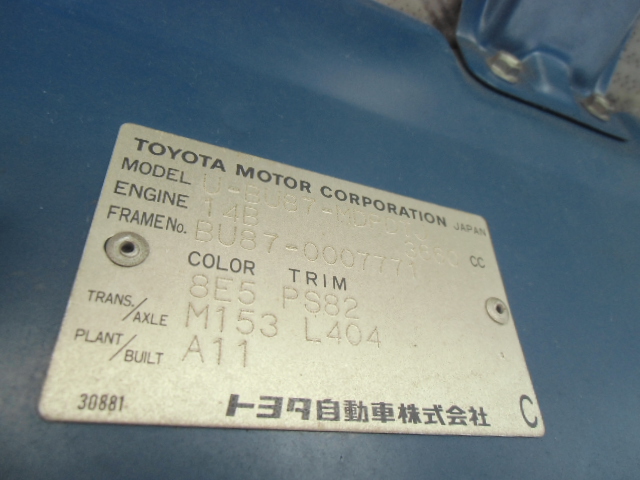 TOYOTA MOTOR CORPORATION JAPAN
MODEL
ENGINE 14B CC
FRAME No. BU87-0007771
COLOR TRIM
8E5 PS82
TRANS./AXLE M153 L404
PLANT/BUILT A11
30881 トヨタ自動車株式会社 C